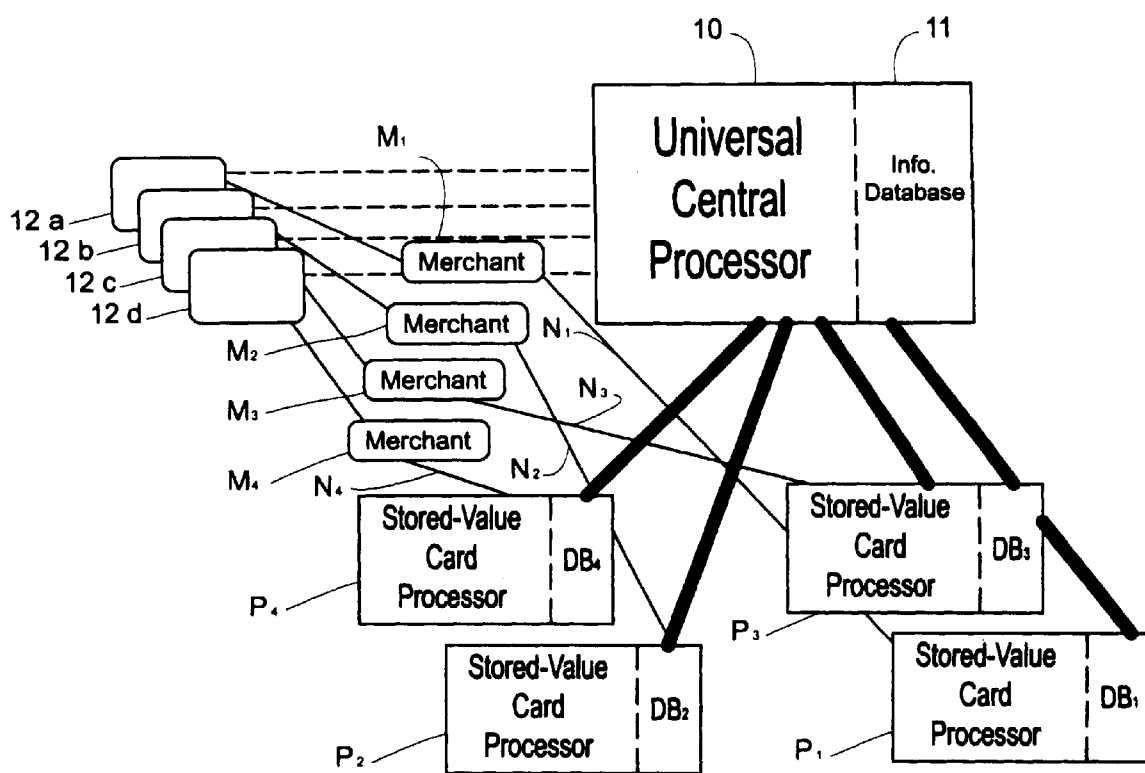 10
11
Universal
Central
Processor
Info.
Database
M1
12 a
12 b
12 c
12 d
Merchant
Merchant
Merchant
Merchant
M2
M3
M4
N1
N3
N2
N4
Stored-Value
Card
Processor
DB4
P4
Stored-Value
Card
Processor
DB3
P3
Stored-Value
Card
Processor
DB2
P2
Stored-Value
Card
Processor
DB1
P1